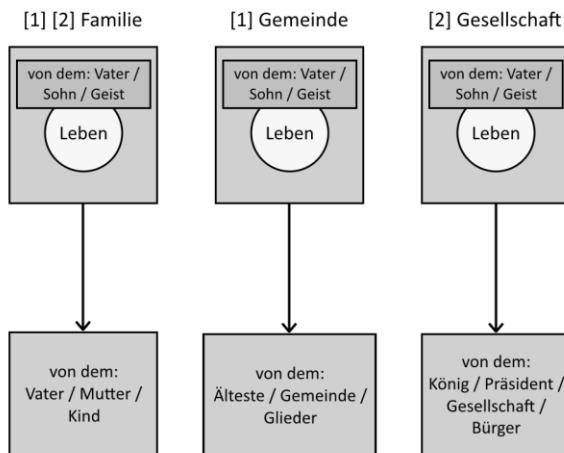 [1] [2] Familie
von dem: Vater /
Sohn / Geist
Leben
von dem:
Vater / Mutter /
Kind
[1] Gemeinde
von dem: Vater /
Sohn / Geist
Leben
von dem:
Älteste / Gemeinde /
Glieder
[2] Gesellschaft
von dem: Vater /
Sohn / Geist
Leben
von dem:
König / Präsident /
Gesellschaft /
Bürger